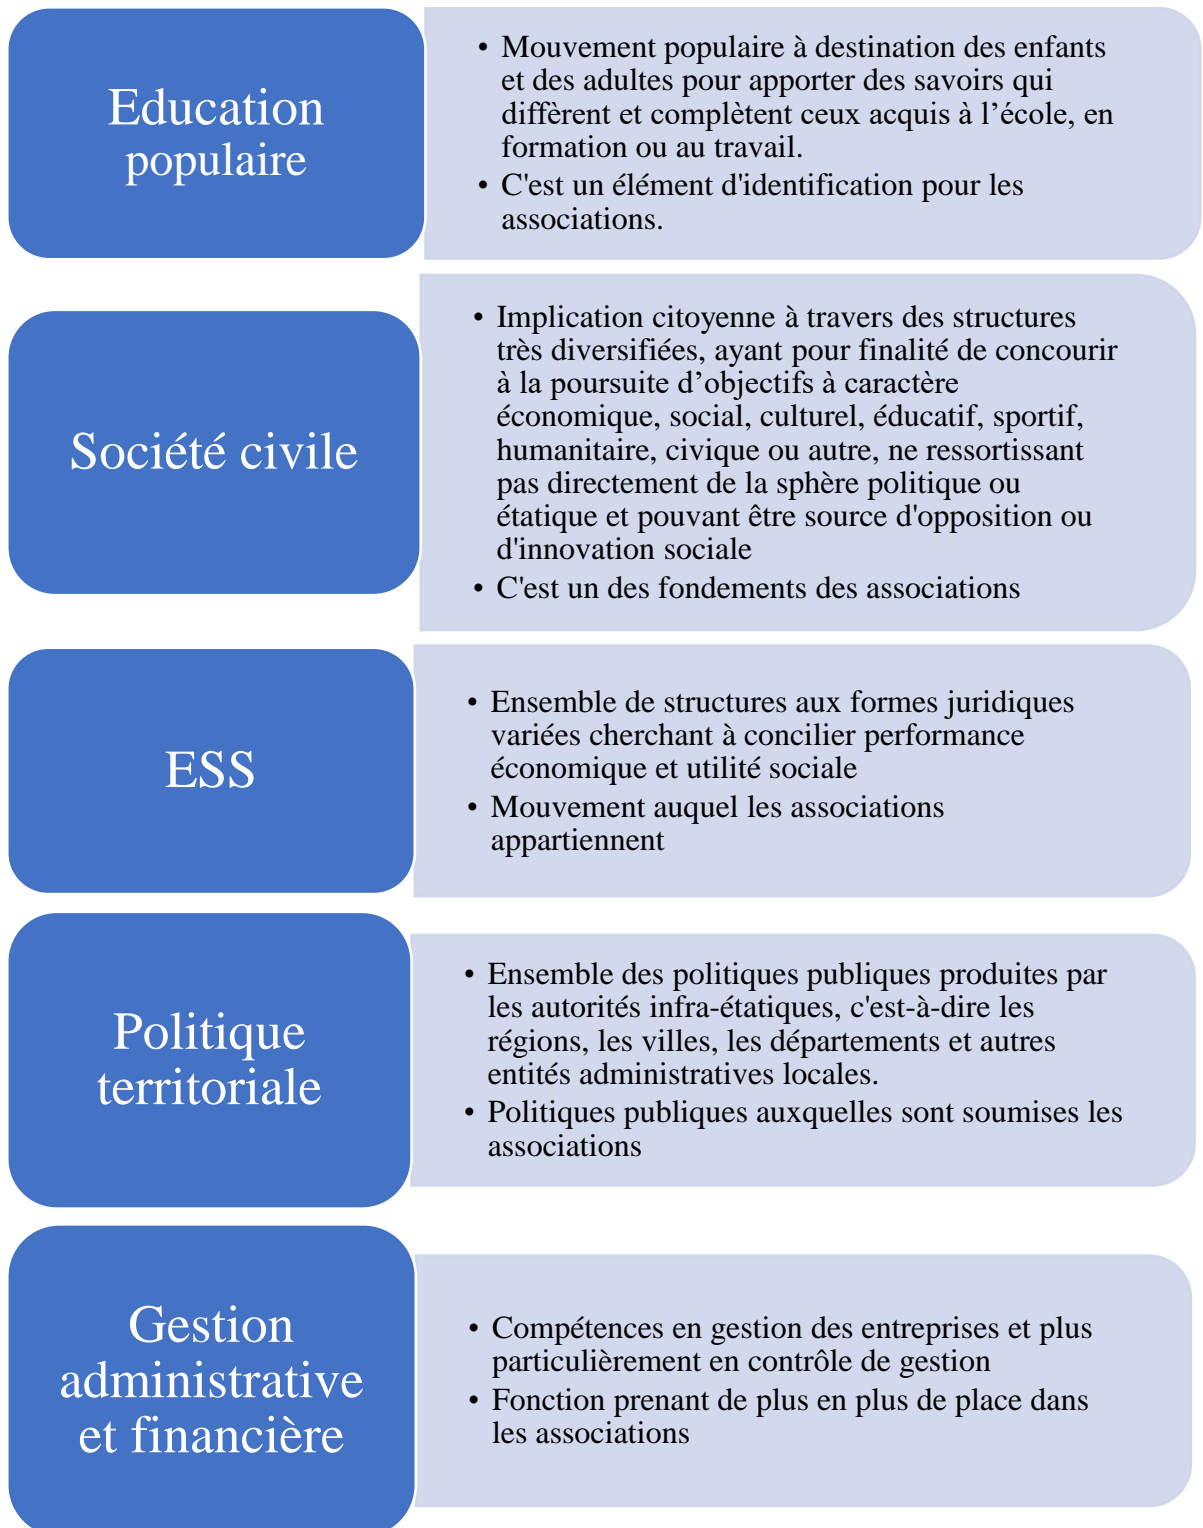 Education
populaire
• Mouvement populaire à destination des enfants
et des adultes pour apporter des savoirs qui
diffèrent et complètent ceux acquis à l’école, en
formation ou au travail.
• C'est un élément d'identification pour les
associations.
Société civile
• Implication citoyenne à travers des structures
très diversifiées, ayant pour finalité de concourir
à la poursuite d’objectifs à caractère
économique, social, culturel, éducatif, sportif,
humanitaire, civique ou autre, ne ressortissant
pas directement de la sphère politique ou
étatique et pouvant être source d'opposition ou
d'innovation sociale
• C'est un des fondements des associations
ESS
• Ensemble de structures aux formes juridiques
variées cherchant à concilier performance
économique et utilité sociale
• Mouvement auquel les associations
appartiennent
Politique
territoriale
• Ensemble des politiques publiques produites par
les autorités infra-étatiques, c'est-à-dire les
régions, les villes, les départements et autres
entités administratives locales.
• Politiques publiques auxquelles sont soumises les
associations
Gestion
administrative
et financière
• Compétences en gestion des entreprises et plus
particulièrement en contrôle de gestion
• Fonction prenant de plus en plus de place dans
les associations